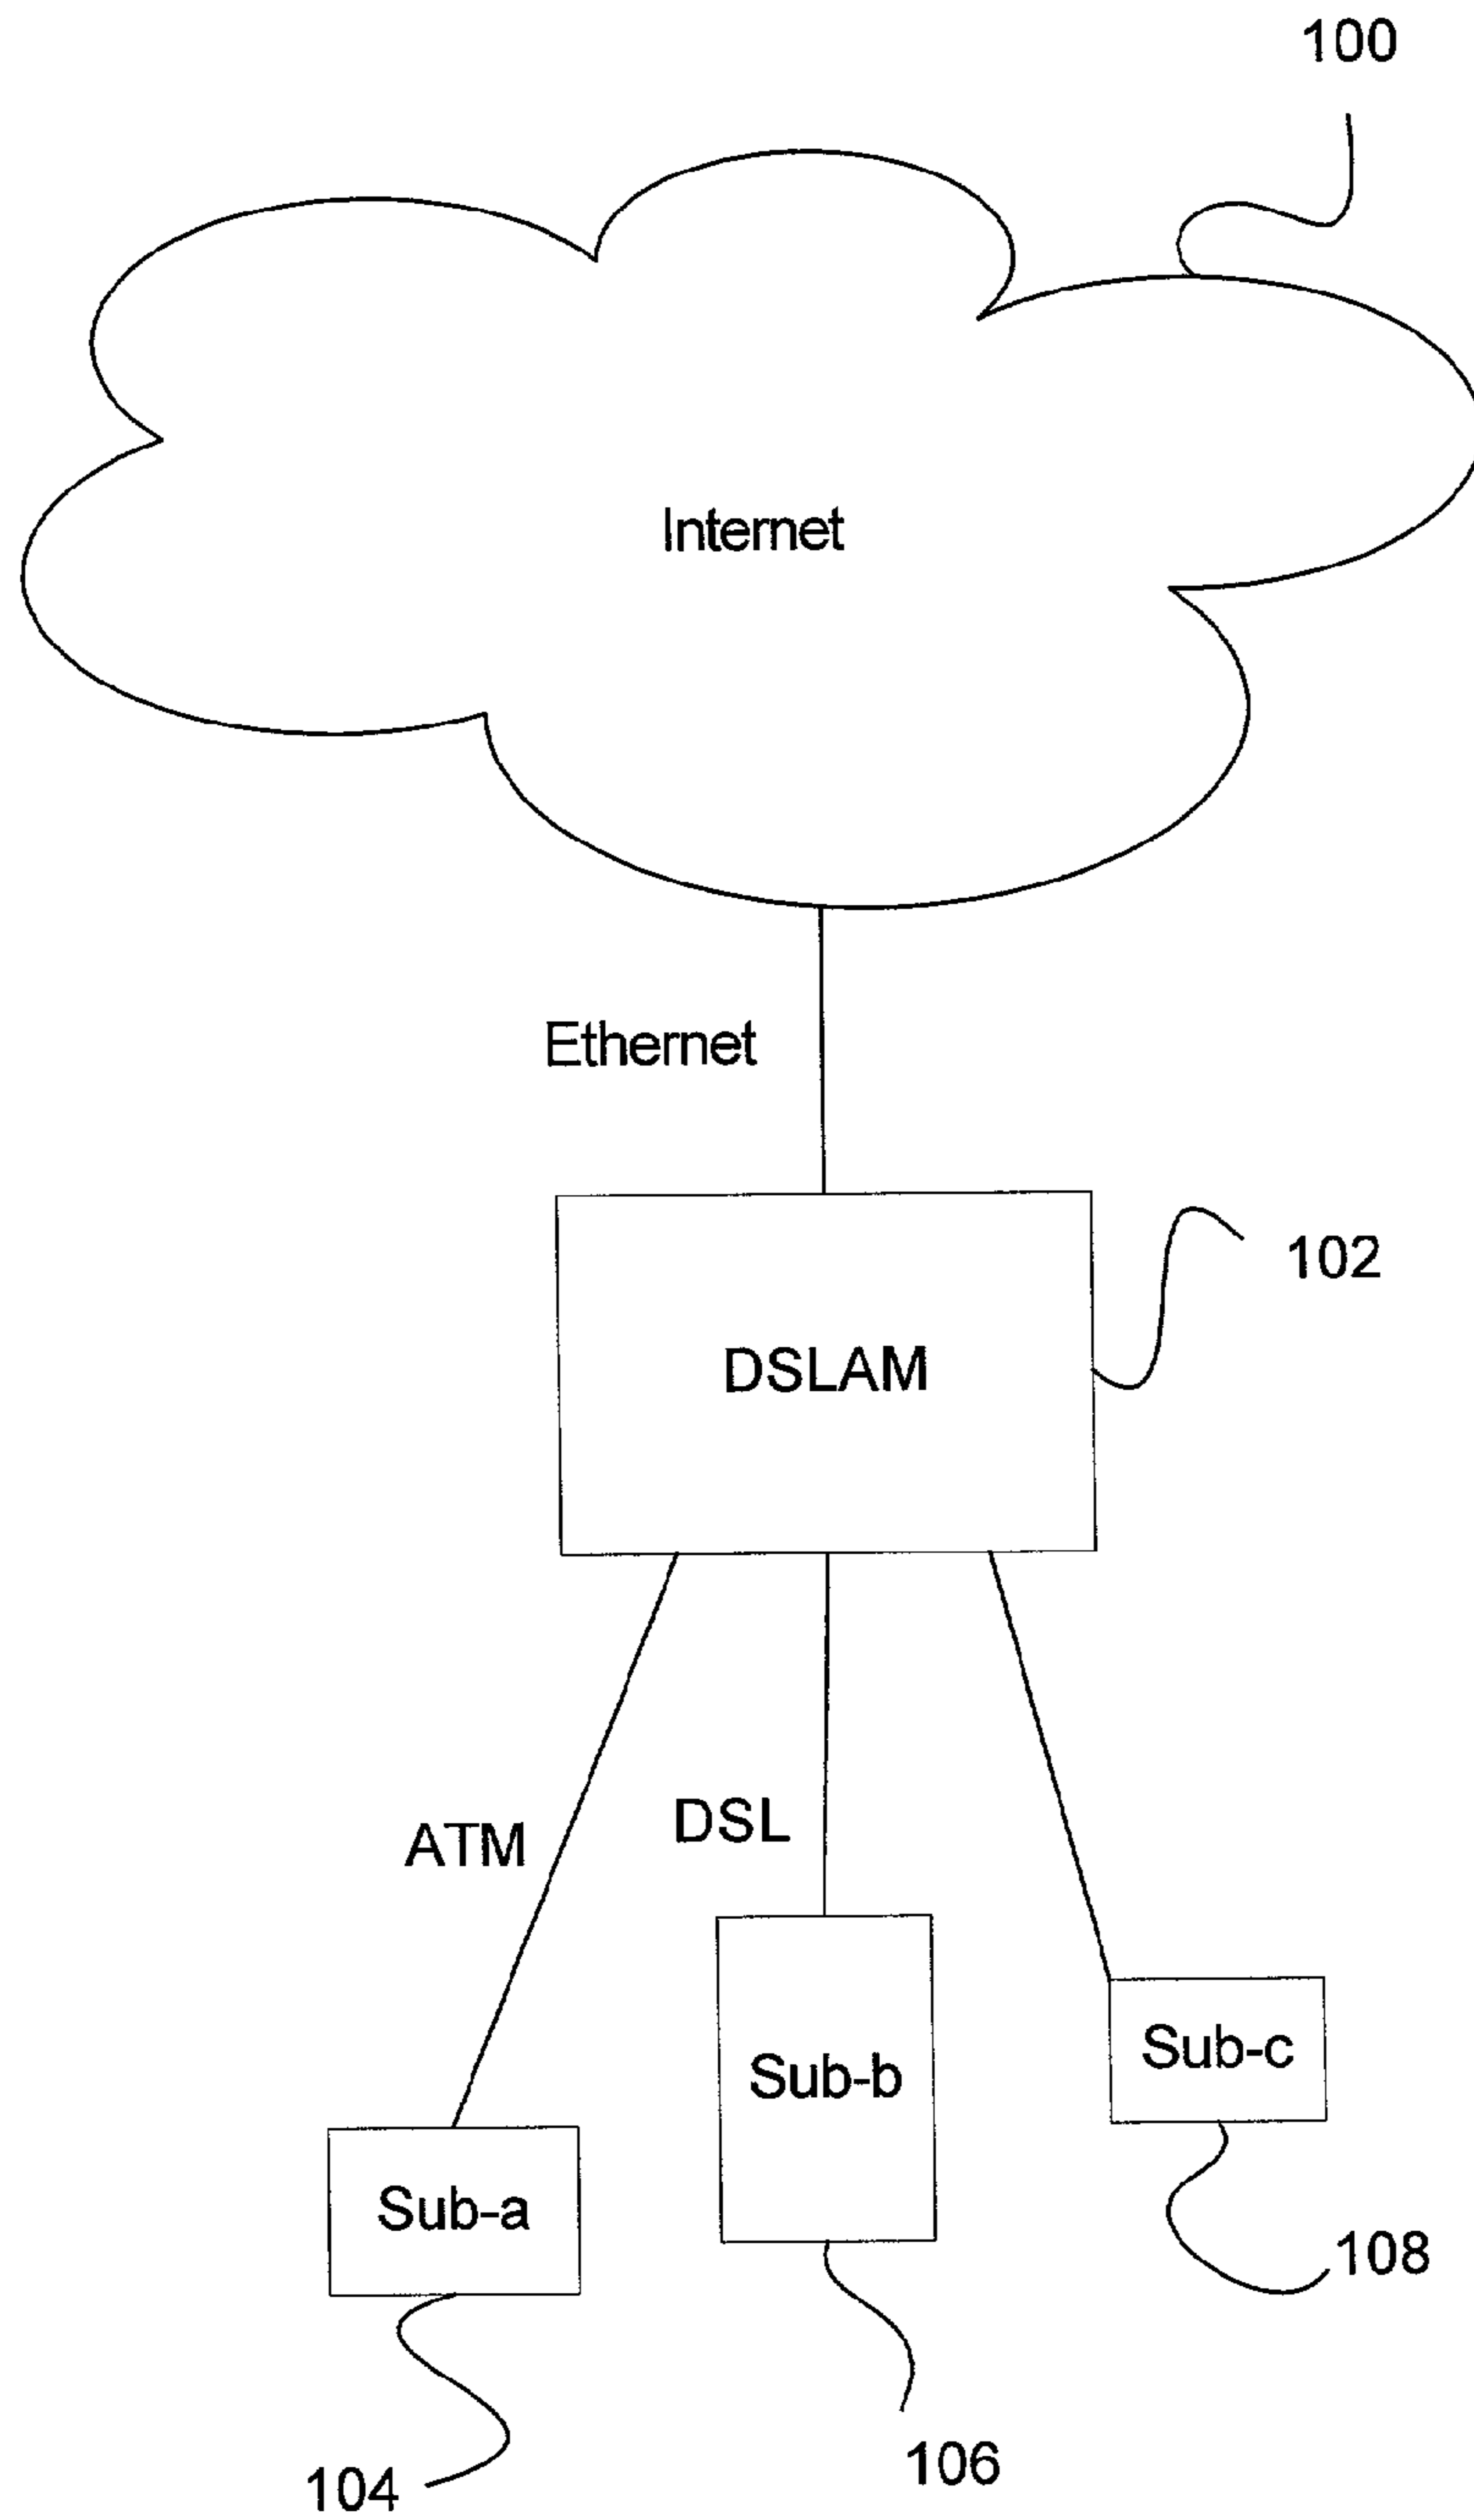 100
Internet
Ethernet
102
DSLAM
DSL
ATM
Sub-c
Sub-b
Sub-a
108
106
104